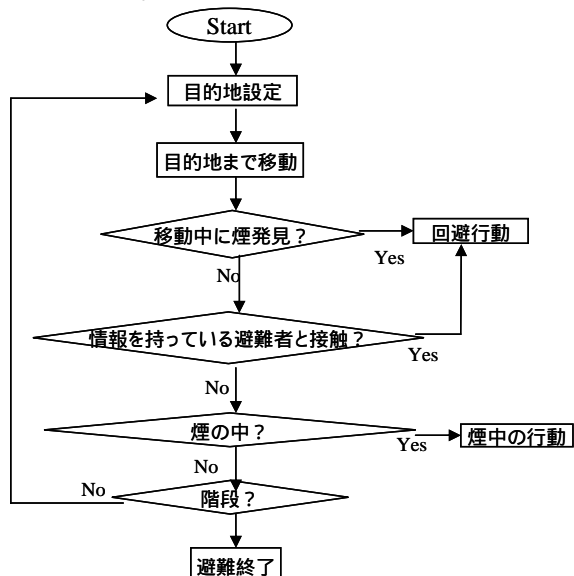 Start
目的地設定
目的地まで移動
移動中に煙発見？
回避行動
Yes
No
情報を持っている避難者と接触？
Yes
No
煙の中？
煙中の行動
Yes
No
階段？
No
避難終了